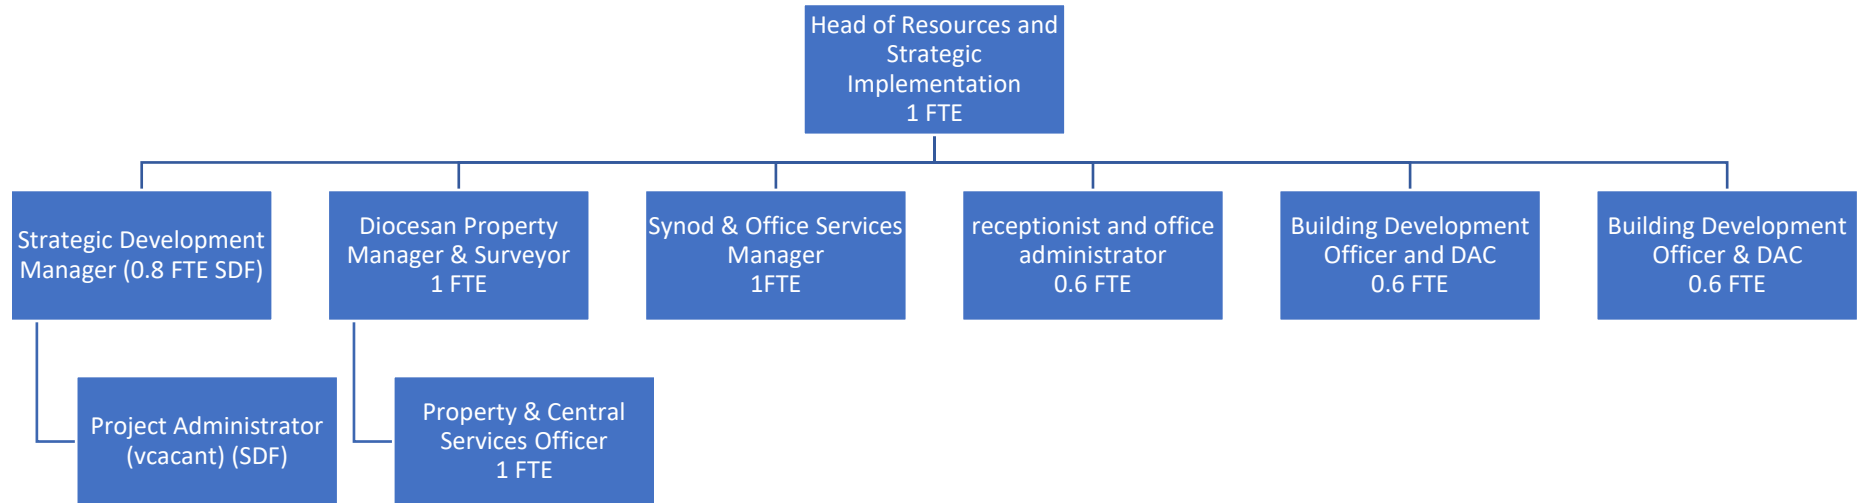 Head of Resources and
Strategic
Implementation
1 FTE
Strategic Development
Manager (0.8 FTE SDF)
Diocesan Property
Manager & Surveyor
1 FTE
Synod & Office Services
Manager
1FTE
receptionist and office
administrator
0.6 FTE
Building Development
Officer and DAC
0.6 FTE
Building Development
Officer & DAC
0.6 FTE
Project Administrator
(vcacant) (SDF)
Property & Central
Services Officer
1 FTE